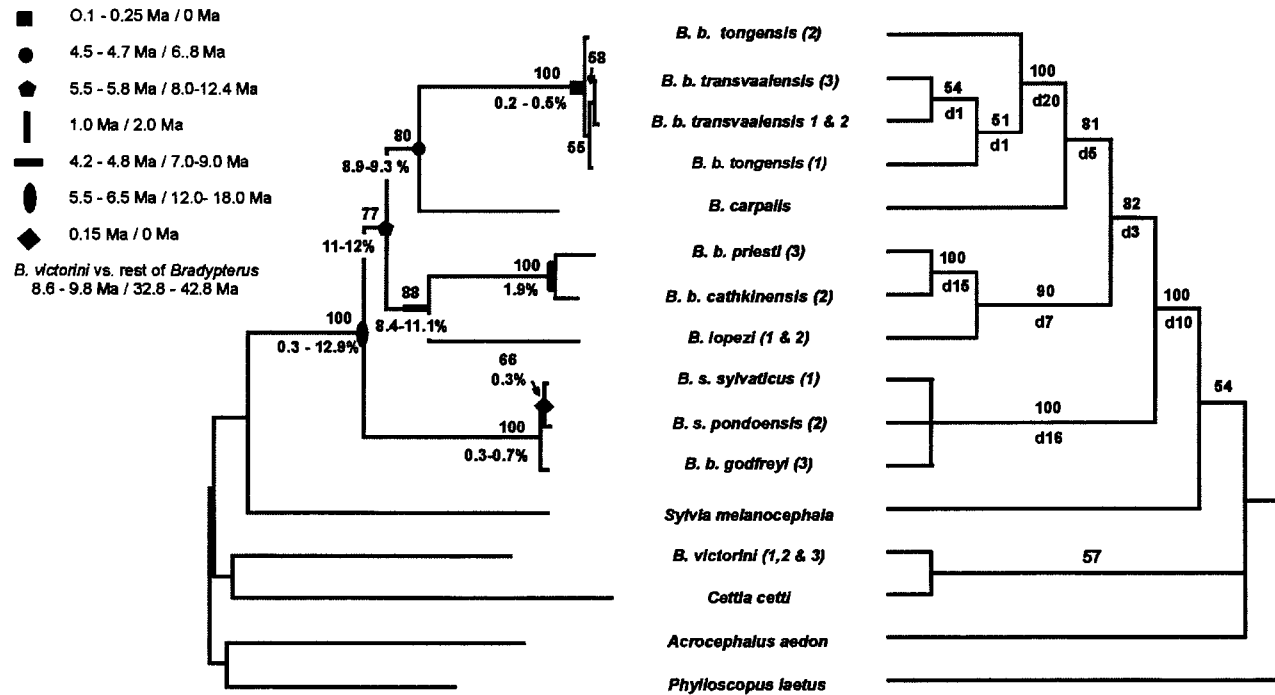 0.1 - 0.25 Ma / 0 Ma
4.5 - 4.7 Ma / 6..8 Ma
5.5 - 5.8 Ma / 8.0-12.4 Ma
1.0 Ma / 2.0 Ma
4.2 - 4.8 Ma / 7.0-9.0 Ma
5.5 - 6.5 Ma / 12.0- 18.0 Ma
0.15 Ma / 0 Ma
B. victorini vs. rest of Bradypterus
8.6 - 9.8 Ma / 32.8 - 42.8 Ma
58
100
0.2 - 0.5%
55
80
8.9-9.3 %
77
11-12%
100
1.9%
88
8.4-11.1%
100
0.3 - 12.9%
66
0.3%
100
0.3-0.7%
B. b. tongensis (2)
B. b. transvaalensis (3)
B. b. transvaalensis 1 & 2
B. b. tongensis (1)
B. carpalis
B. b. priesti (3)
B. b. cathkinensis (2)
B. lopezi (1 & 2)
B. s. sylvaticus (1)
B. s. pondoensis (2)
B. b. godfreyi (3)
Sylvia melanocephala
B. victorini (1,2 & 3)
Cettia cetti
Acrocephalus aedon
Phylloscopus laetus
54
d1
51
d1
100
d20
81
d5
82
d3
100
d15
90
d7
100
d10
100
d16
54
57